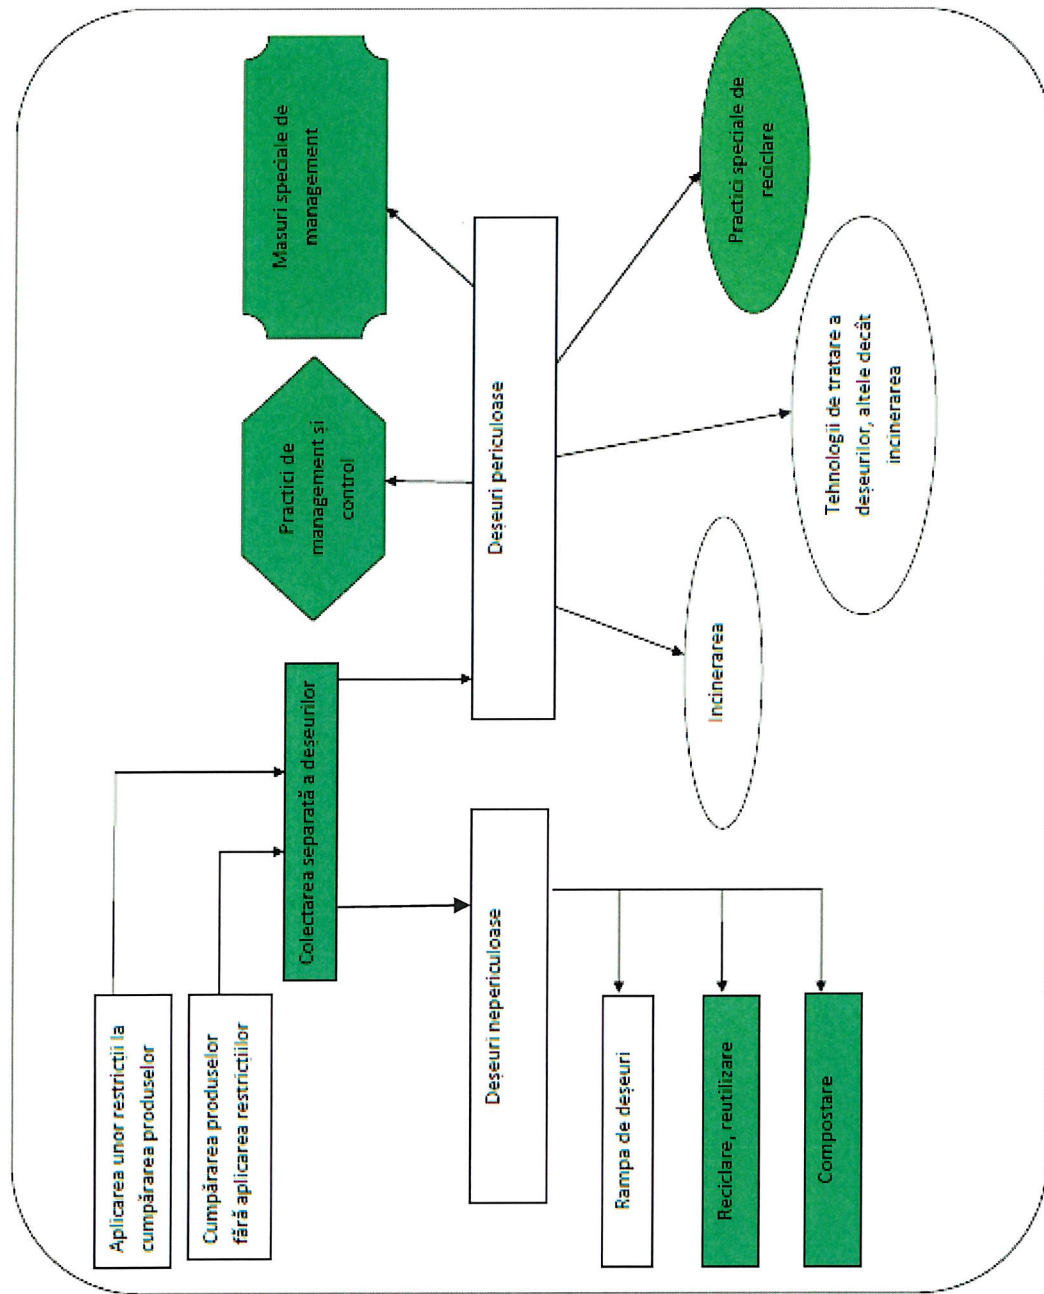 Aplicarea unor restricții la
cumpărarea produselor
Cumpărarea produselor
fără aplicarea restricțiilor
Colectarea separată a deșeurilor
Practici de
management și
control
Masuri speciale de
management
Deșeuri nepericuloase
Deșeuri periculoase
Rampa de deșeuri
Reciclare, reutilizare
Compostare
Incinerarea
Tehnologii de tratare a
deșeurilor, altele decât
incinerarea
Practici speciale de
reciclare